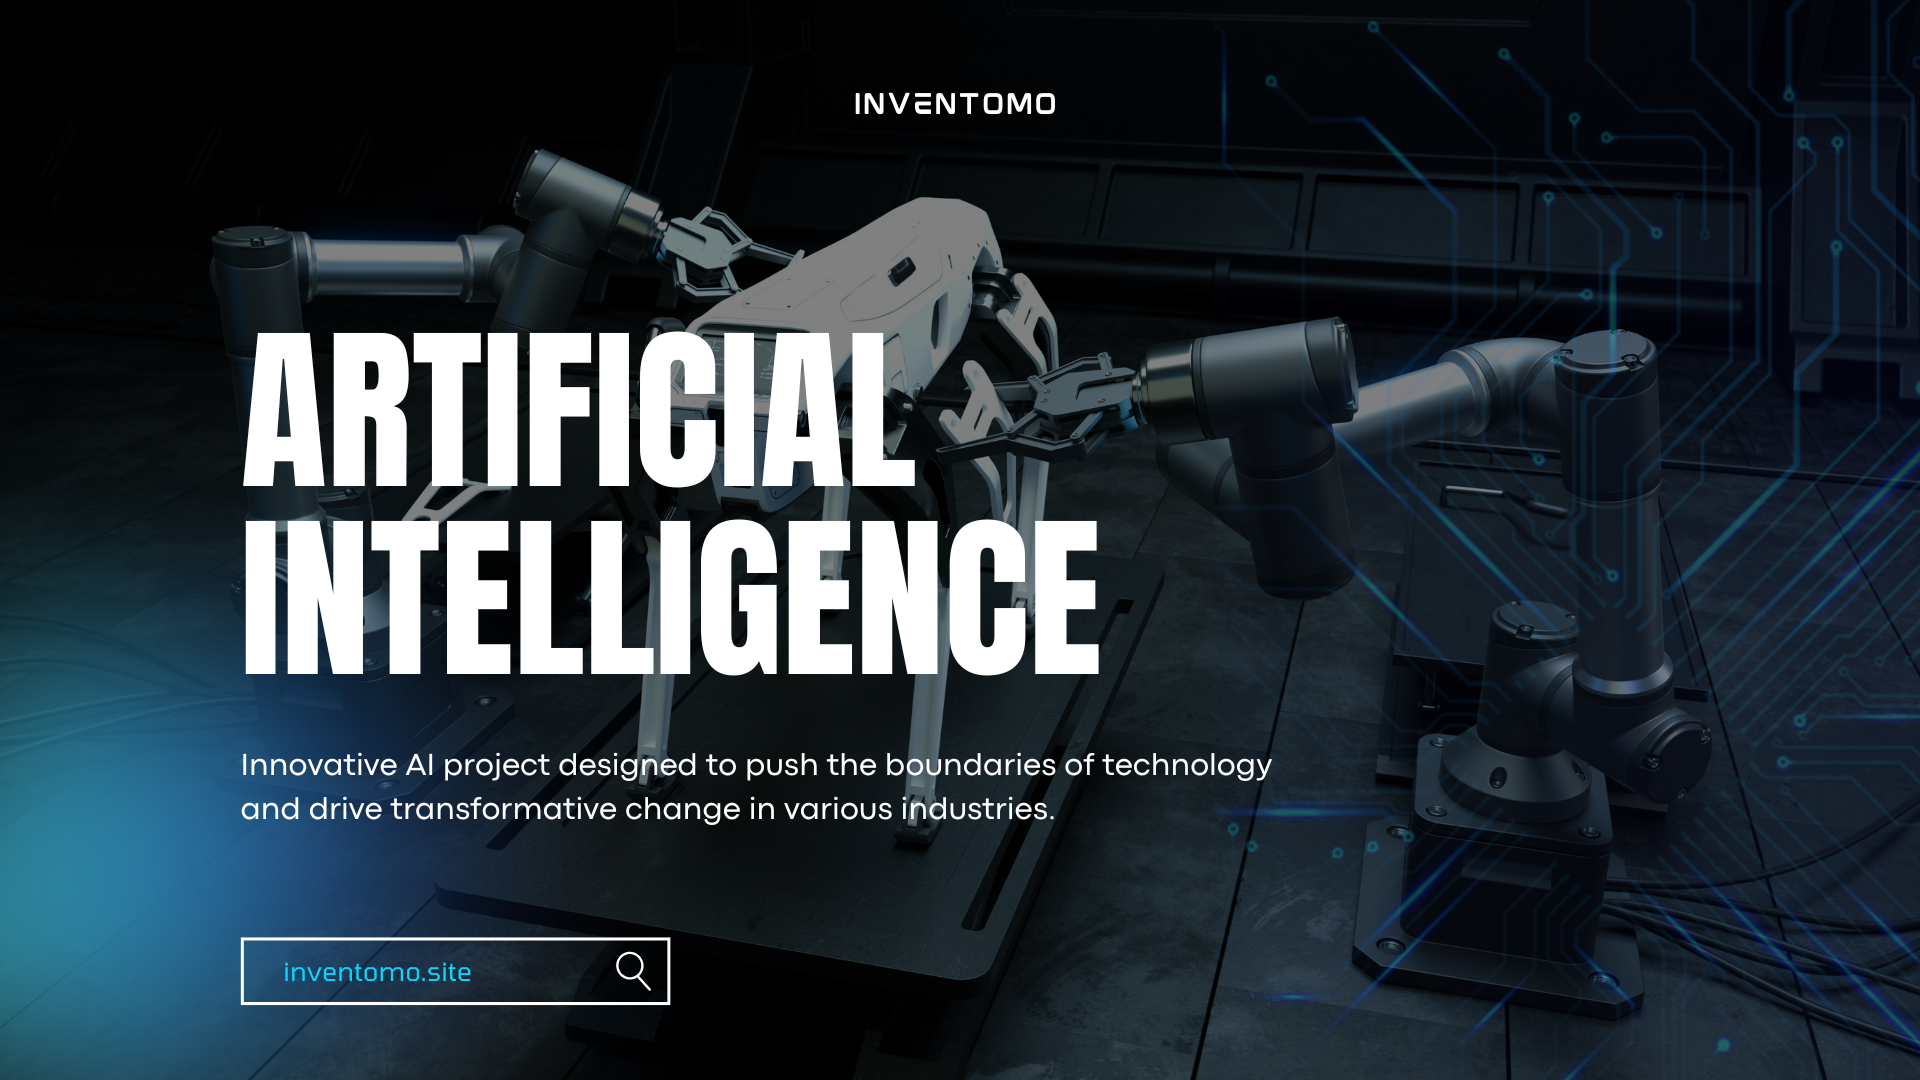 INVENTOMO
ARTIFICIAL
INTELLIGENCE
Innovative AI project designed to push the boundaries of technology
and drive transformative change in various industries.
inventomo.site